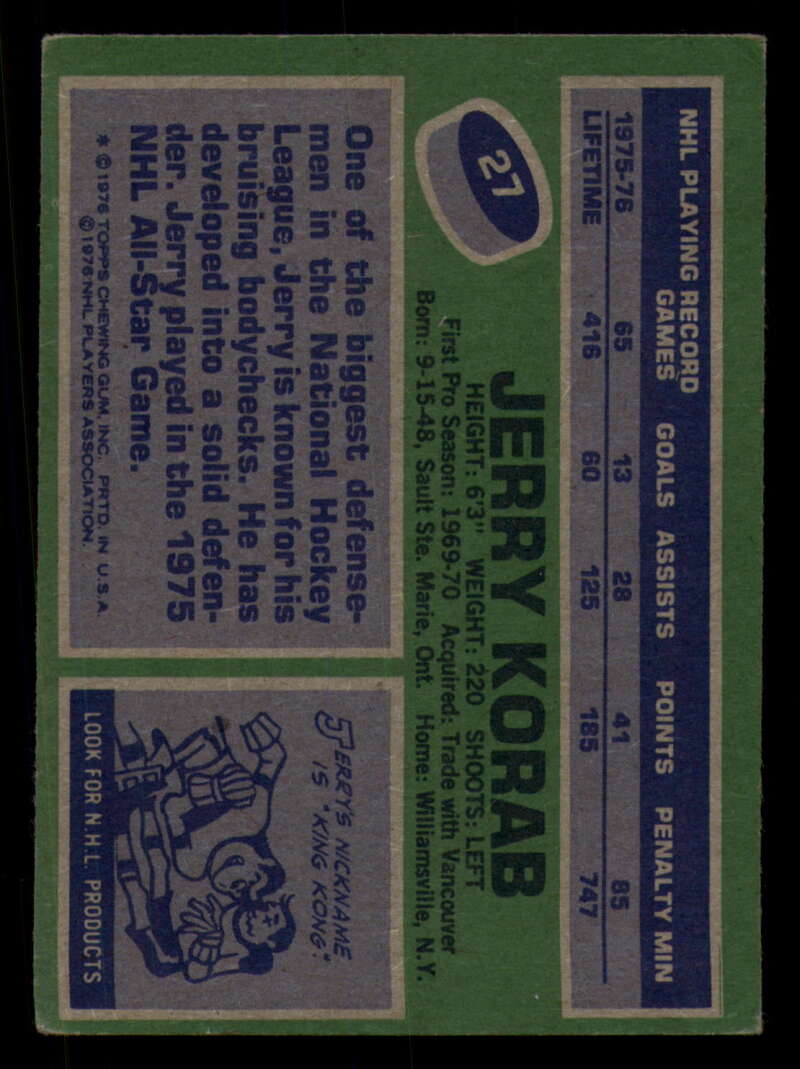 NHL PLAYING RECORD
GAMES GOALS ASSISTS POINTS PENALTY MIN
1975-76 65 13 28 41 85
LIFETIME 416 60 125 185 747
27
JERRY KORAB
HEIGHT: 6'3" WEIGHT: 220 SHOOTS: LEFT
First Pro Season: 1969-70 Acquired: Trade with Vancouver
Born: 9-15-48, Sault Ste. Marie, Ont. Home: Williamsville, N.Y.
One of the biggest defense-
men in the National Hockey
League, Jerry is known for his
bruising bodychecks. He has
developed into a solid defen-
der. Jerry played in the 1975
NHL All-Star Game.
* © 1976 TOPPS CHEWING GUM, INC. PRTD. IN U.S.A.
© 1976 NHL PLAYERS ASSOCIATION.
JERRY'S NICKNAME
IS "KING KONG."
LOOK FOR N.H.L. PRODUCTS